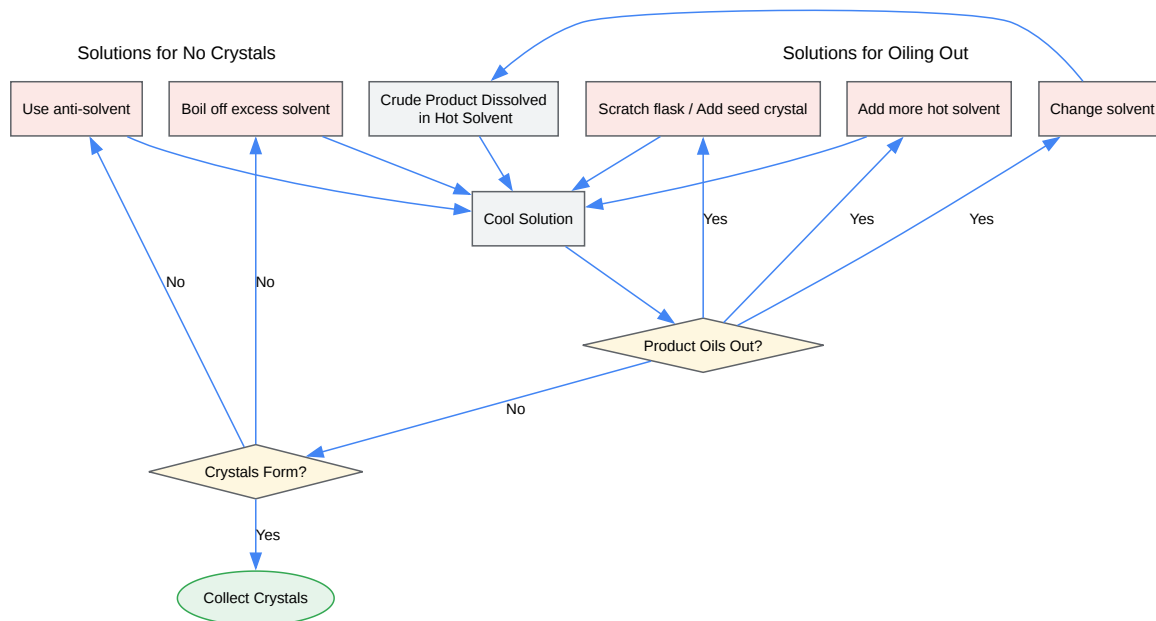 Solutions for No Crystals
Solutions for Oiling Out
Use anti-solvent
Boil off excess solvent
Crude Product Dissolved
in Hot Solvent
Scratch flask / Add seed crystal
Add more hot solvent
Change solvent
Cool Solution
Yes
Yes
Yes
No
No
Product Oils Out?
No
Crystals Form?
Yes
Collect Crystals